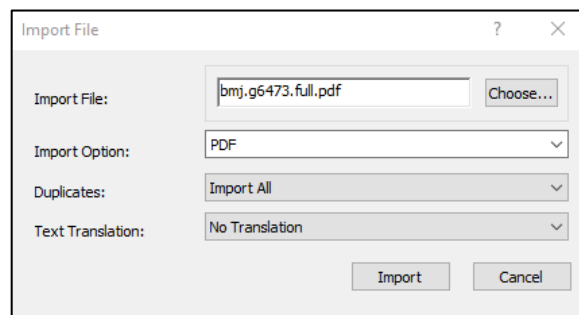 Import File
Import File: bmj.g6473.full.pdf Choose...
Import Option: PDF
Duplicates: Import All
Text Translation: No Translation
Import Cancel